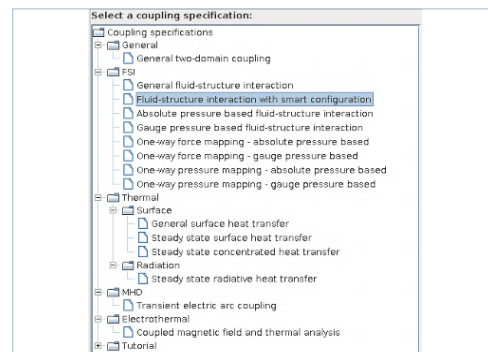 Select a coupling specification:
Coupling specifications
General
General two-domain coupling
FSI
General fluid-structure interaction
Fluid-structure interaction with smart configuration
Absolute pressure based fluid-structure interaction
Gauge pressure based fluid-structure interaction
One-way force mapping - absolute pressure based
One-way force mapping - gauge pressure based
One-way pressure mapping - absolute pressure based
One-way pressure mapping - gauge pressure based
Thermal
Surface
General surface heat transfer
Steady state surface heat transfer
Steady state concentrated heat transfer
Radiation
Steady state radiative heat transfer
MHD
Transient electric arc coupling
Electrothermal
Coupled magnetic field and thermal analysis
Tutorial